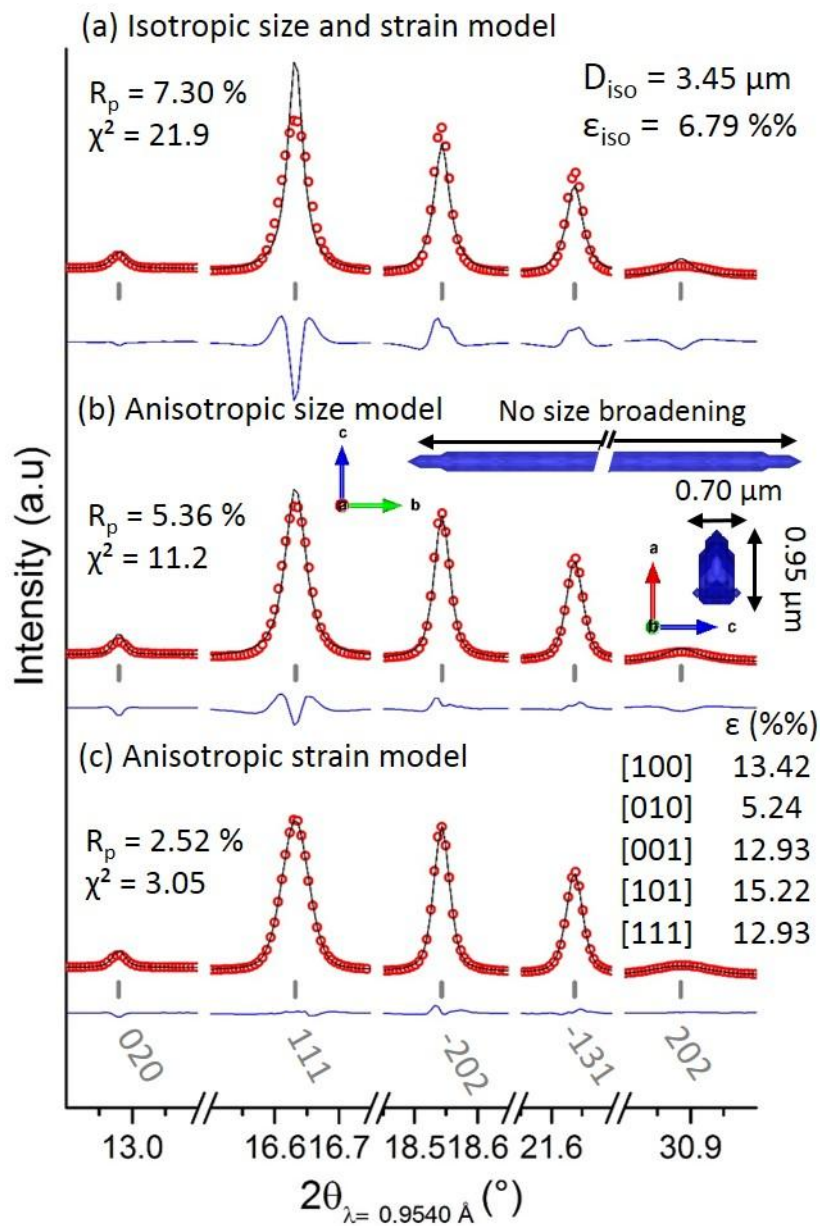 (a) Isotropic size and strain model
Rp = 7.30 %
χ² = 21.9
Diso = 3.45 µm
εiso = 6.79 %%
(b) Anisotropic size model
No size broadening
c
a
b
Rp = 5.36 %
χ² = 11.2
0.70 µm
0.95 µm
a
b
c
(c) Anisotropic strain model
Rp = 2.52 %
χ² = 3.05
ε (%%)
[100] 13.42
[010] 5.24
[001] 12.93
[101] 15.22
[111] 12.93
020 111 -202 -131 202
13.0 16.6 16.7 18.5 18.6 21.6 30.9
2θλ= 0.9540 Å (°)
Intensity (a.u)